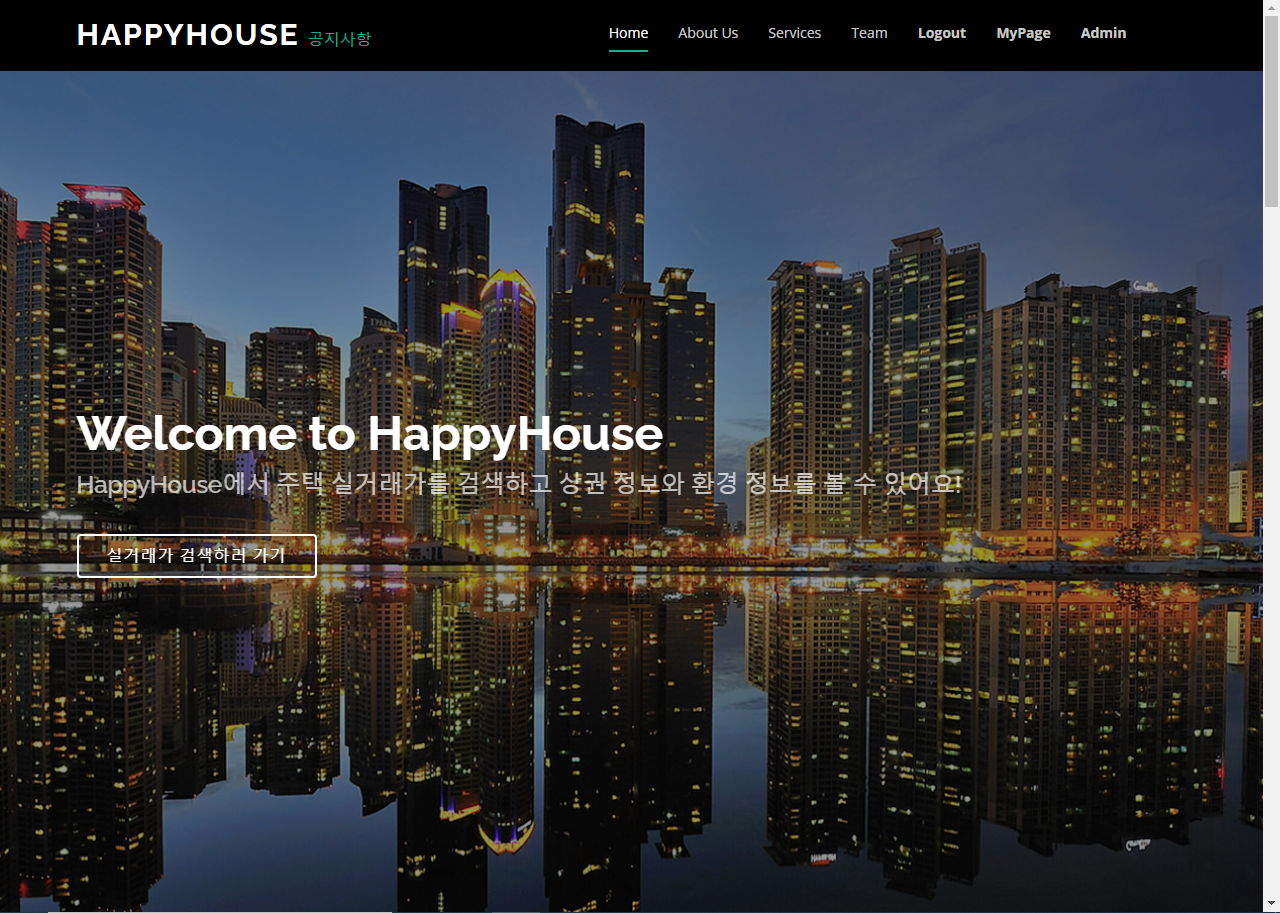 HAPPYHOUSE 공지사항
Home About Us Services Team Logout MyPage Admin
Welcome to HappyHouse
HappyHouse에서 주택 실거래가를 검색하고 상권 정보와 환경 정보를 볼 수 있어요!
실거래가 검색하러 가기